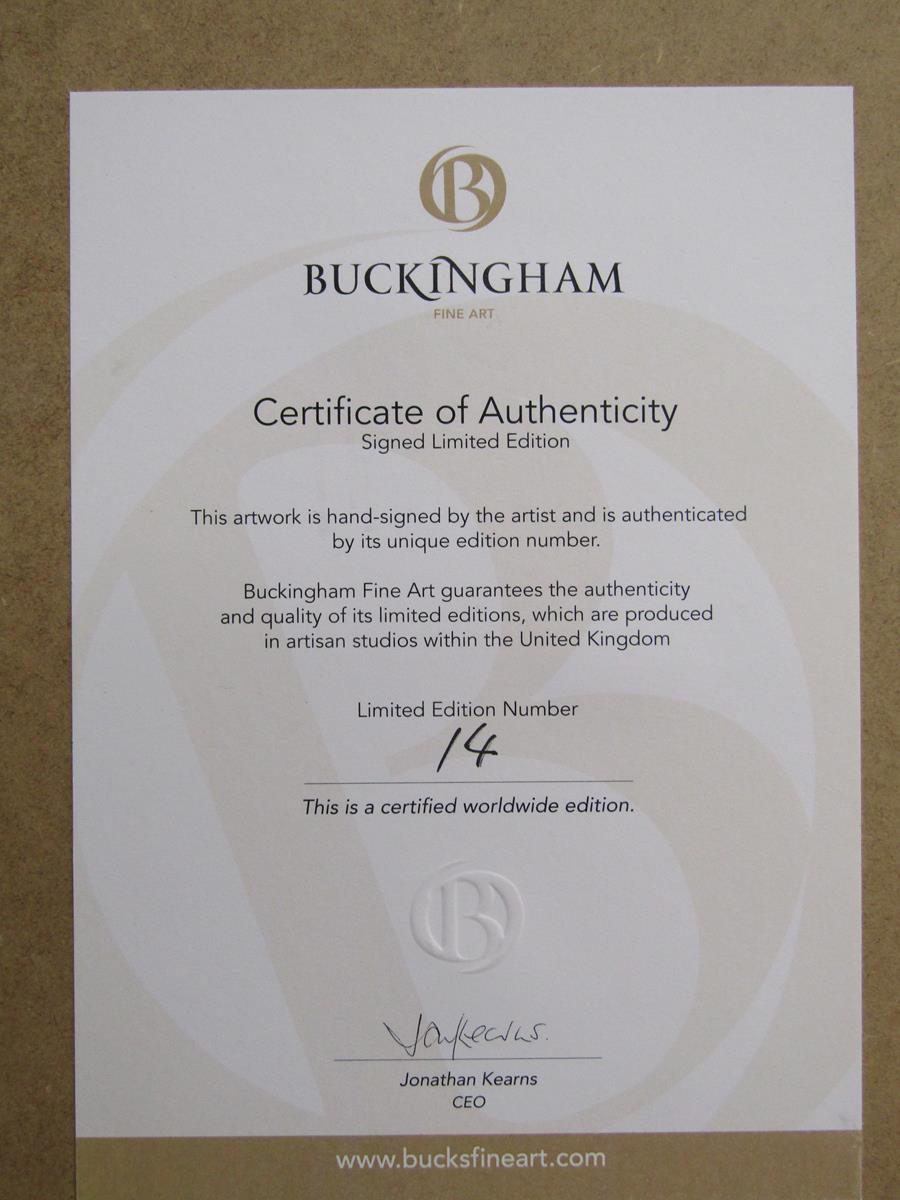 B
BUCKINGHAM
FINE ART
Certificate of Authenticity
Signed Limited Edition
This artwork is hand-signed by the artist and is authenticated
by its unique edition number.
Buckingham Fine Art guarantees the authenticity
and quality of its limited editions, which are produced
in artisan studios within the United Kingdom
Limited Edition Number
14
This is a certified worldwide edition.
B
JonKearns.
Jonathan Kearns
CEO
www.bucksfineart.com